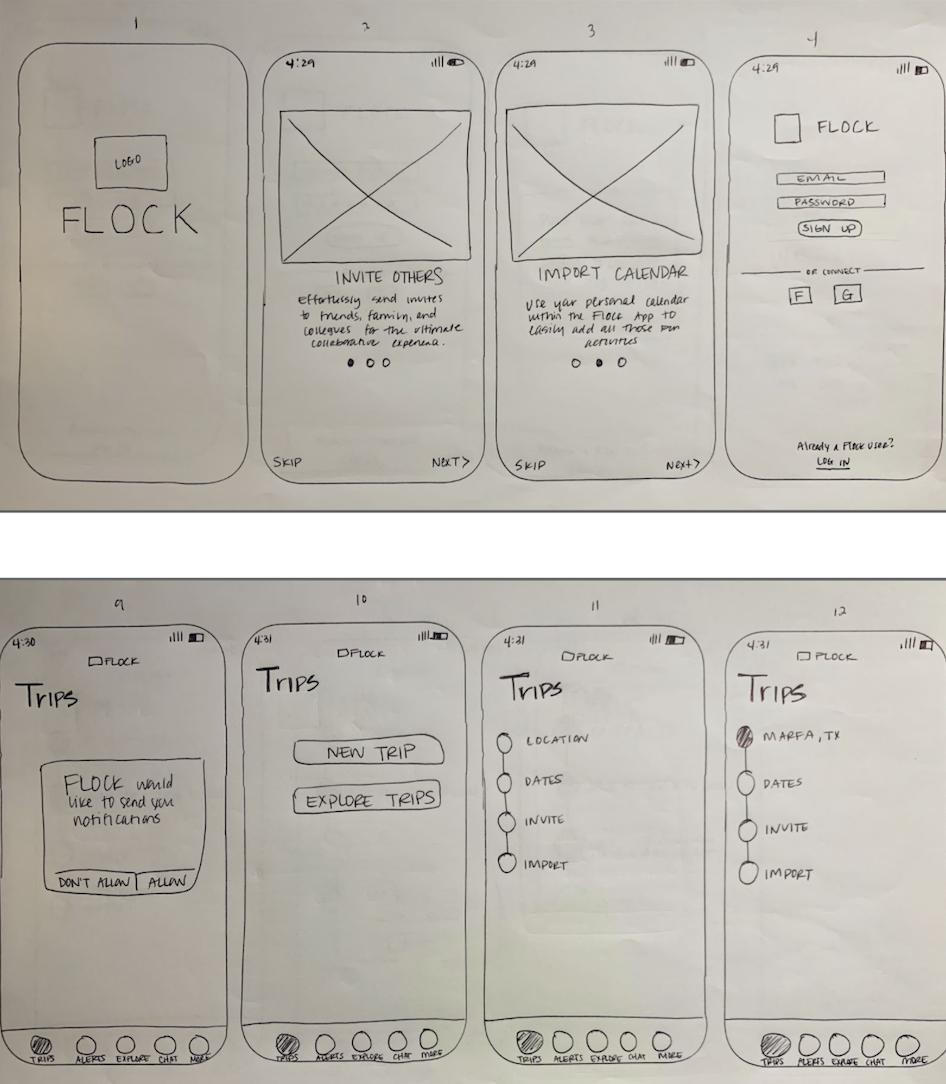 1
LOGO
FLOCK
2
4:29
INVITE OTHERS
Effortlessly send invites
to friends, family, and
collegues for the ultimate
collaborative experience.
SKIP
NEXT >
3
4:29
IMPORT CALENDAR
Use your personal calendar
within the Flock App to
easily add all those fun
activities
SKIP
NEXT >
4
4:29
FLOCK
EMAIL
PASSWORD
SIGN UP
OR CONNECT
F G
Already a Flock user?
LOG IN
9
4:30
FLOCK
TRIPS
FLOCK would
like to send you
notifications
DON'T ALLOW ALLOW
TRIPS ALERTS EXPLORE CHAT MORE
10
4:31
FLOCK
TRIPS
NEW TRIP
EXPLORE TRIPS
TRIPS ALERTS EXPLORE CHAT MORE
11
4:31
FLOCK
TRIPS
LOCATION
DATES
INVITE
IMPORT
TRIPS ALERTS EXPLORE CHAT MORE
12
4:31
FLOCK
TRIPS
MARFA, TX
DATES
INVITE
IMPORT
TRIPS ALERTS EXPLORE CHAT MORE